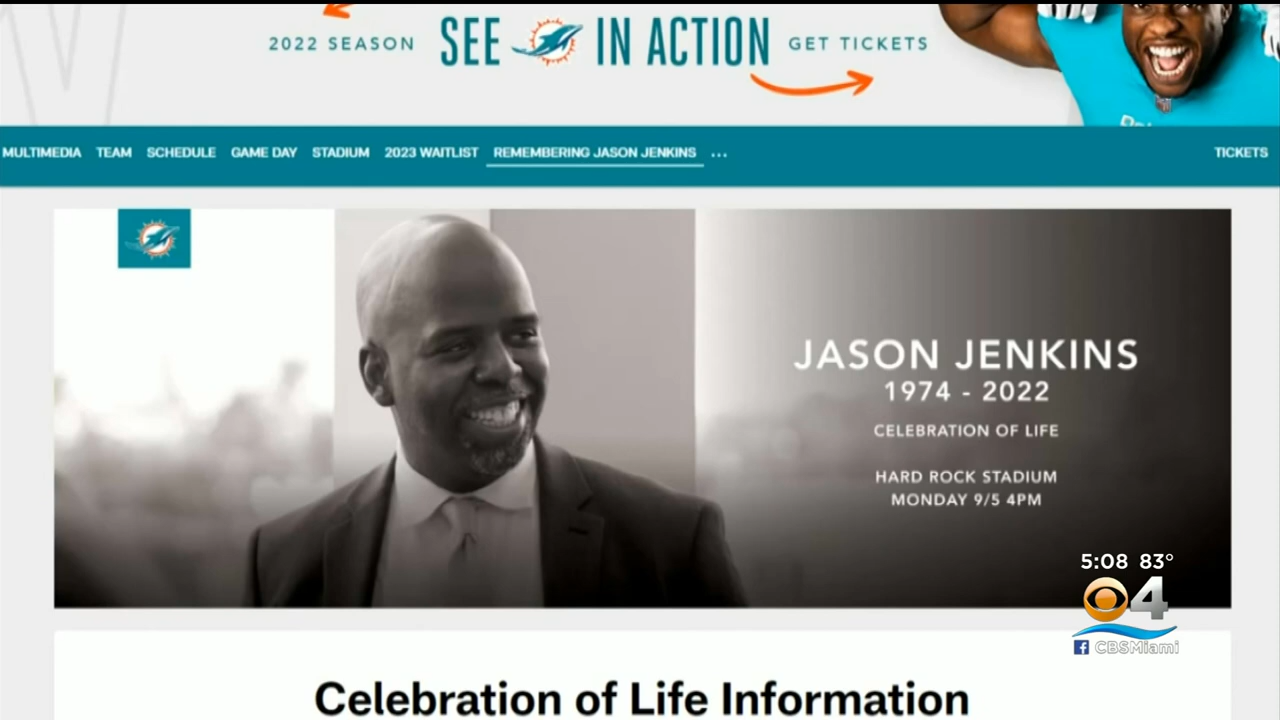 2022 SEASON SEE IN ACTION GET TICKETS
MULTIMEDIA TEAM SCHEDULE GAME DAY STADIUM 2023 WAITLIST REMEMBERING JASON JENKINS ... TICKETS
JASON JENKINS
1974 - 2022
CELEBRATION OF LIFE
HARD ROCK STADIUM
MONDAY 9/5 4PM
5:08 83°
4
CBSMiami
Celebration of Life Information